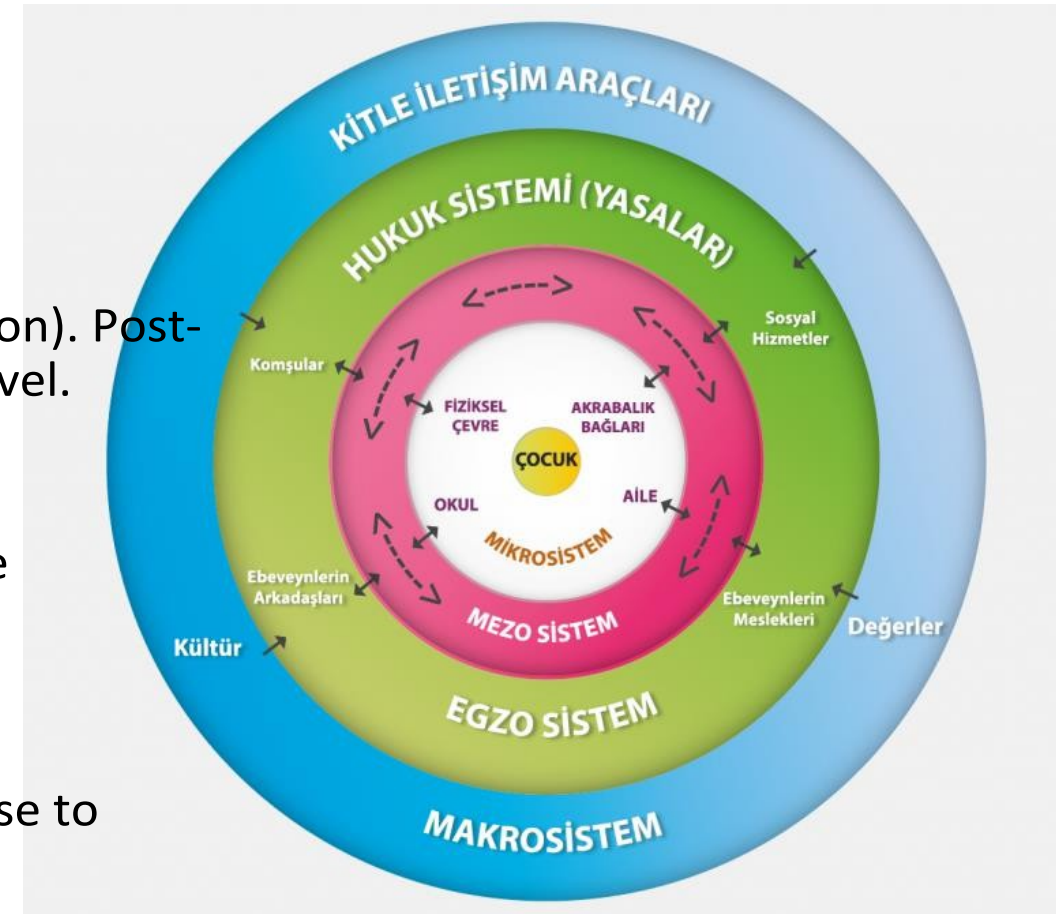 KİTLE İLETİŞİM ARAÇLARI
HUKUK SİSTEMİ (YASALAR)
on). Post-
vel.
e
se to
Komşular
Sosyal
Hizmetler
FİZİKSEL
ÇEVRE
AKRABALIK
BAĞLARI
ÇOCUK
OKUL
AİLE
MİKROSİSTEM
Ebeveynlerin
Arkadaşları
Ebeveynlerin
Meslekleri
MEZO SİSTEM
Kültür
Değerler
EGZO SİSTEM
MAKROSİSTEM